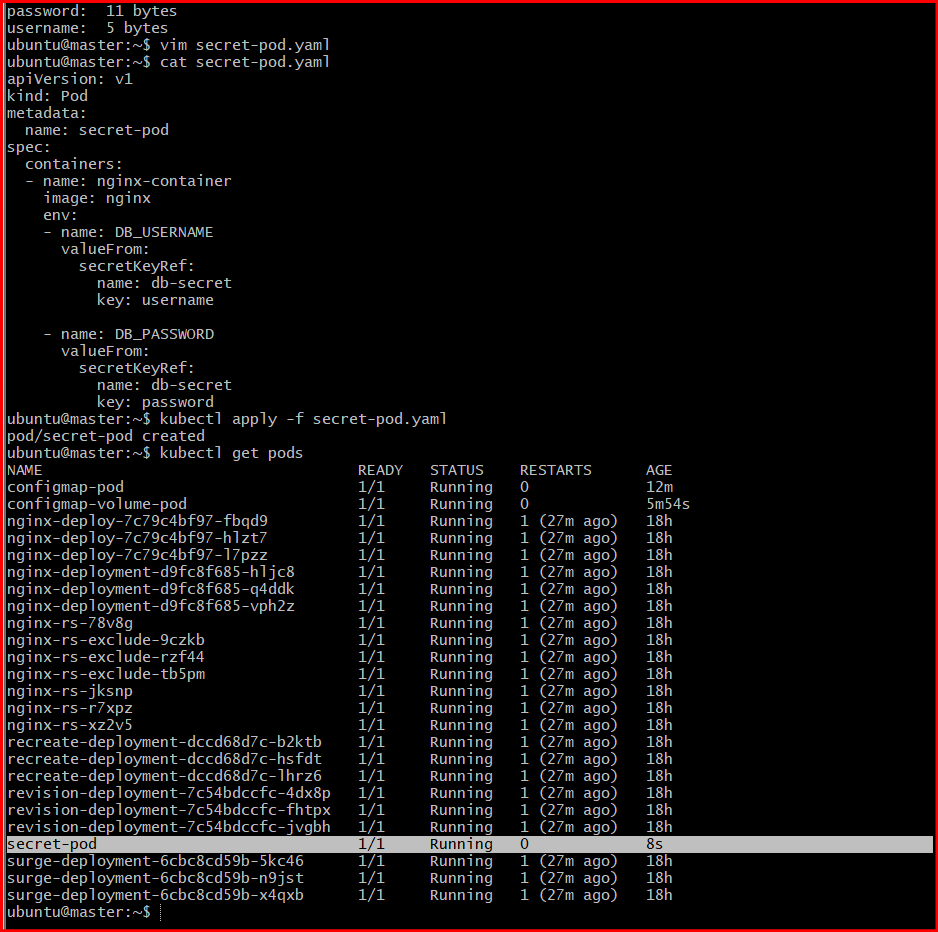 password:  11 bytes
username:  5 bytes
ubuntu@master:~$ vim secret-pod.yaml
ubuntu@master:~$ cat secret-pod.yaml
apiVersion: v1
kind: Pod
metadata:
  name: secret-pod
spec:
  containers:
  - name: nginx-container
    image: nginx
    env:
    - name: DB_USERNAME
      valueFrom:
        secretKeyRef:
          name: db-secret
          key: username

    - name: DB_PASSWORD
      valueFrom:
        secretKeyRef:
          name: db-secret
          key: password
ubuntu@master:~$ kubectl apply -f secret-pod.yaml
pod/secret-pod created
ubuntu@master:~$ kubectl get pods
NAME                                   READY   STATUS    RESTARTS      AGE
configmap-pod                          1/1     Running   0             12m
configmap-volume-pod                   1/1     Running   0             5m54s
nginx-deploy-7c79c4bf97-fbqd9          1/1     Running   1 (27m ago)   18h
nginx-deploy-7c79c4bf97-hlzt7          1/1     Running   1 (27m ago)   18h
nginx-deploy-7c79c4bf97-l7pzz          1/1     Running   1 (27m ago)   18h
nginx-deployment-d9fc8f685-hljc8       1/1     Running   1 (27m ago)   18h
nginx-deployment-d9fc8f685-q4ddk       1/1     Running   1 (27m ago)   18h
nginx-deployment-d9fc8f685-vph2z       1/1     Running   1 (27m ago)   18h
nginx-rs-78v8g                         1/1     Running   1 (27m ago)   18h
nginx-rs-exclude-9czkb                 1/1     Running   1 (27m ago)   18h
nginx-rs-exclude-rzf44                 1/1     Running   1 (27m ago)   18h
nginx-rs-exclude-tb5pm                 1/1     Running   1 (27m ago)   18h
nginx-rs-jksnp                         1/1     Running   1 (27m ago)   18h
nginx-rs-r7xpz                         1/1     Running   1 (27m ago)   18h
nginx-rs-xz2v5                         1/1     Running   1 (27m ago)   18h
recreate-deployment-dccd68d7c-b2ktb    1/1     Running   1 (27m ago)   18h
recreate-deployment-dccd68d7c-hsfdt    1/1     Running   1 (27m ago)   18h
recreate-deployment-dccd68d7c-lhrz6    1/1     Running   1 (27m ago)   18h
revision-deployment-7c54bdccfc-4dx8p   1/1     Running   1 (27m ago)   18h
revision-deployment-7c54bdccfc-fhtpx   1/1     Running   1 (27m ago)   18h
revision-deployment-7c54bdccfc-jvgbh   1/1     Running   1 (27m ago)   18h
secret-pod                             1/1     Running   0             8s
surge-deployment-6cbc8cd59b-5kc46      1/1     Running   1 (27m ago)   18h
surge-deployment-6cbc8cd59b-n9jst      1/1     Running   1 (27m ago)   18h
surge-deployment-6cbc8cd59b-x4qxb      1/1     Running   1 (27m ago)   18h
ubuntu@master:~$